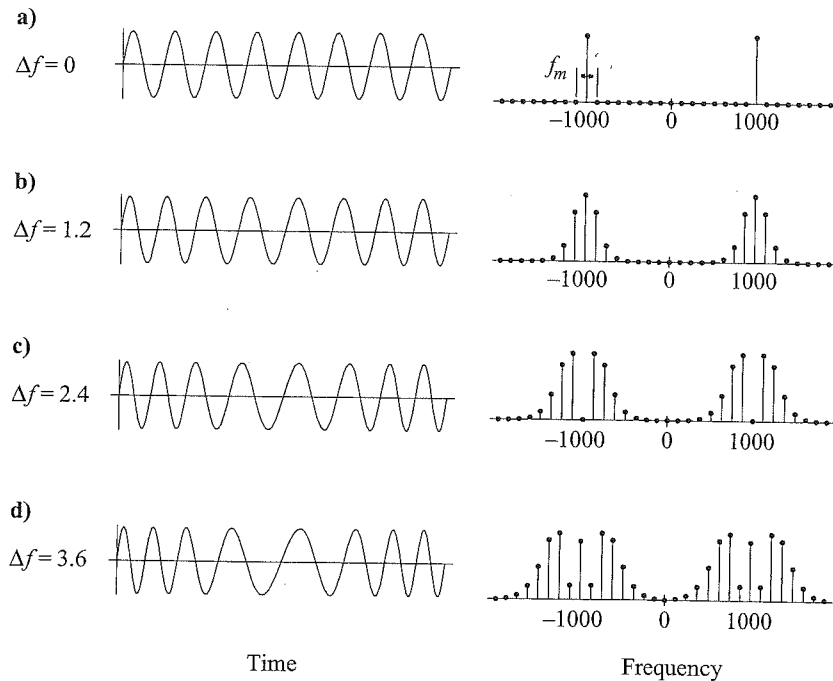 a)
Δf = 0
f_m
−1000 0 1000
b)
Δf = 1.2
−1000 0 1000
c)
Δf = 2.4
−1000 0 1000
d)
Δf = 3.6
−1000 0 1000
Time Frequency